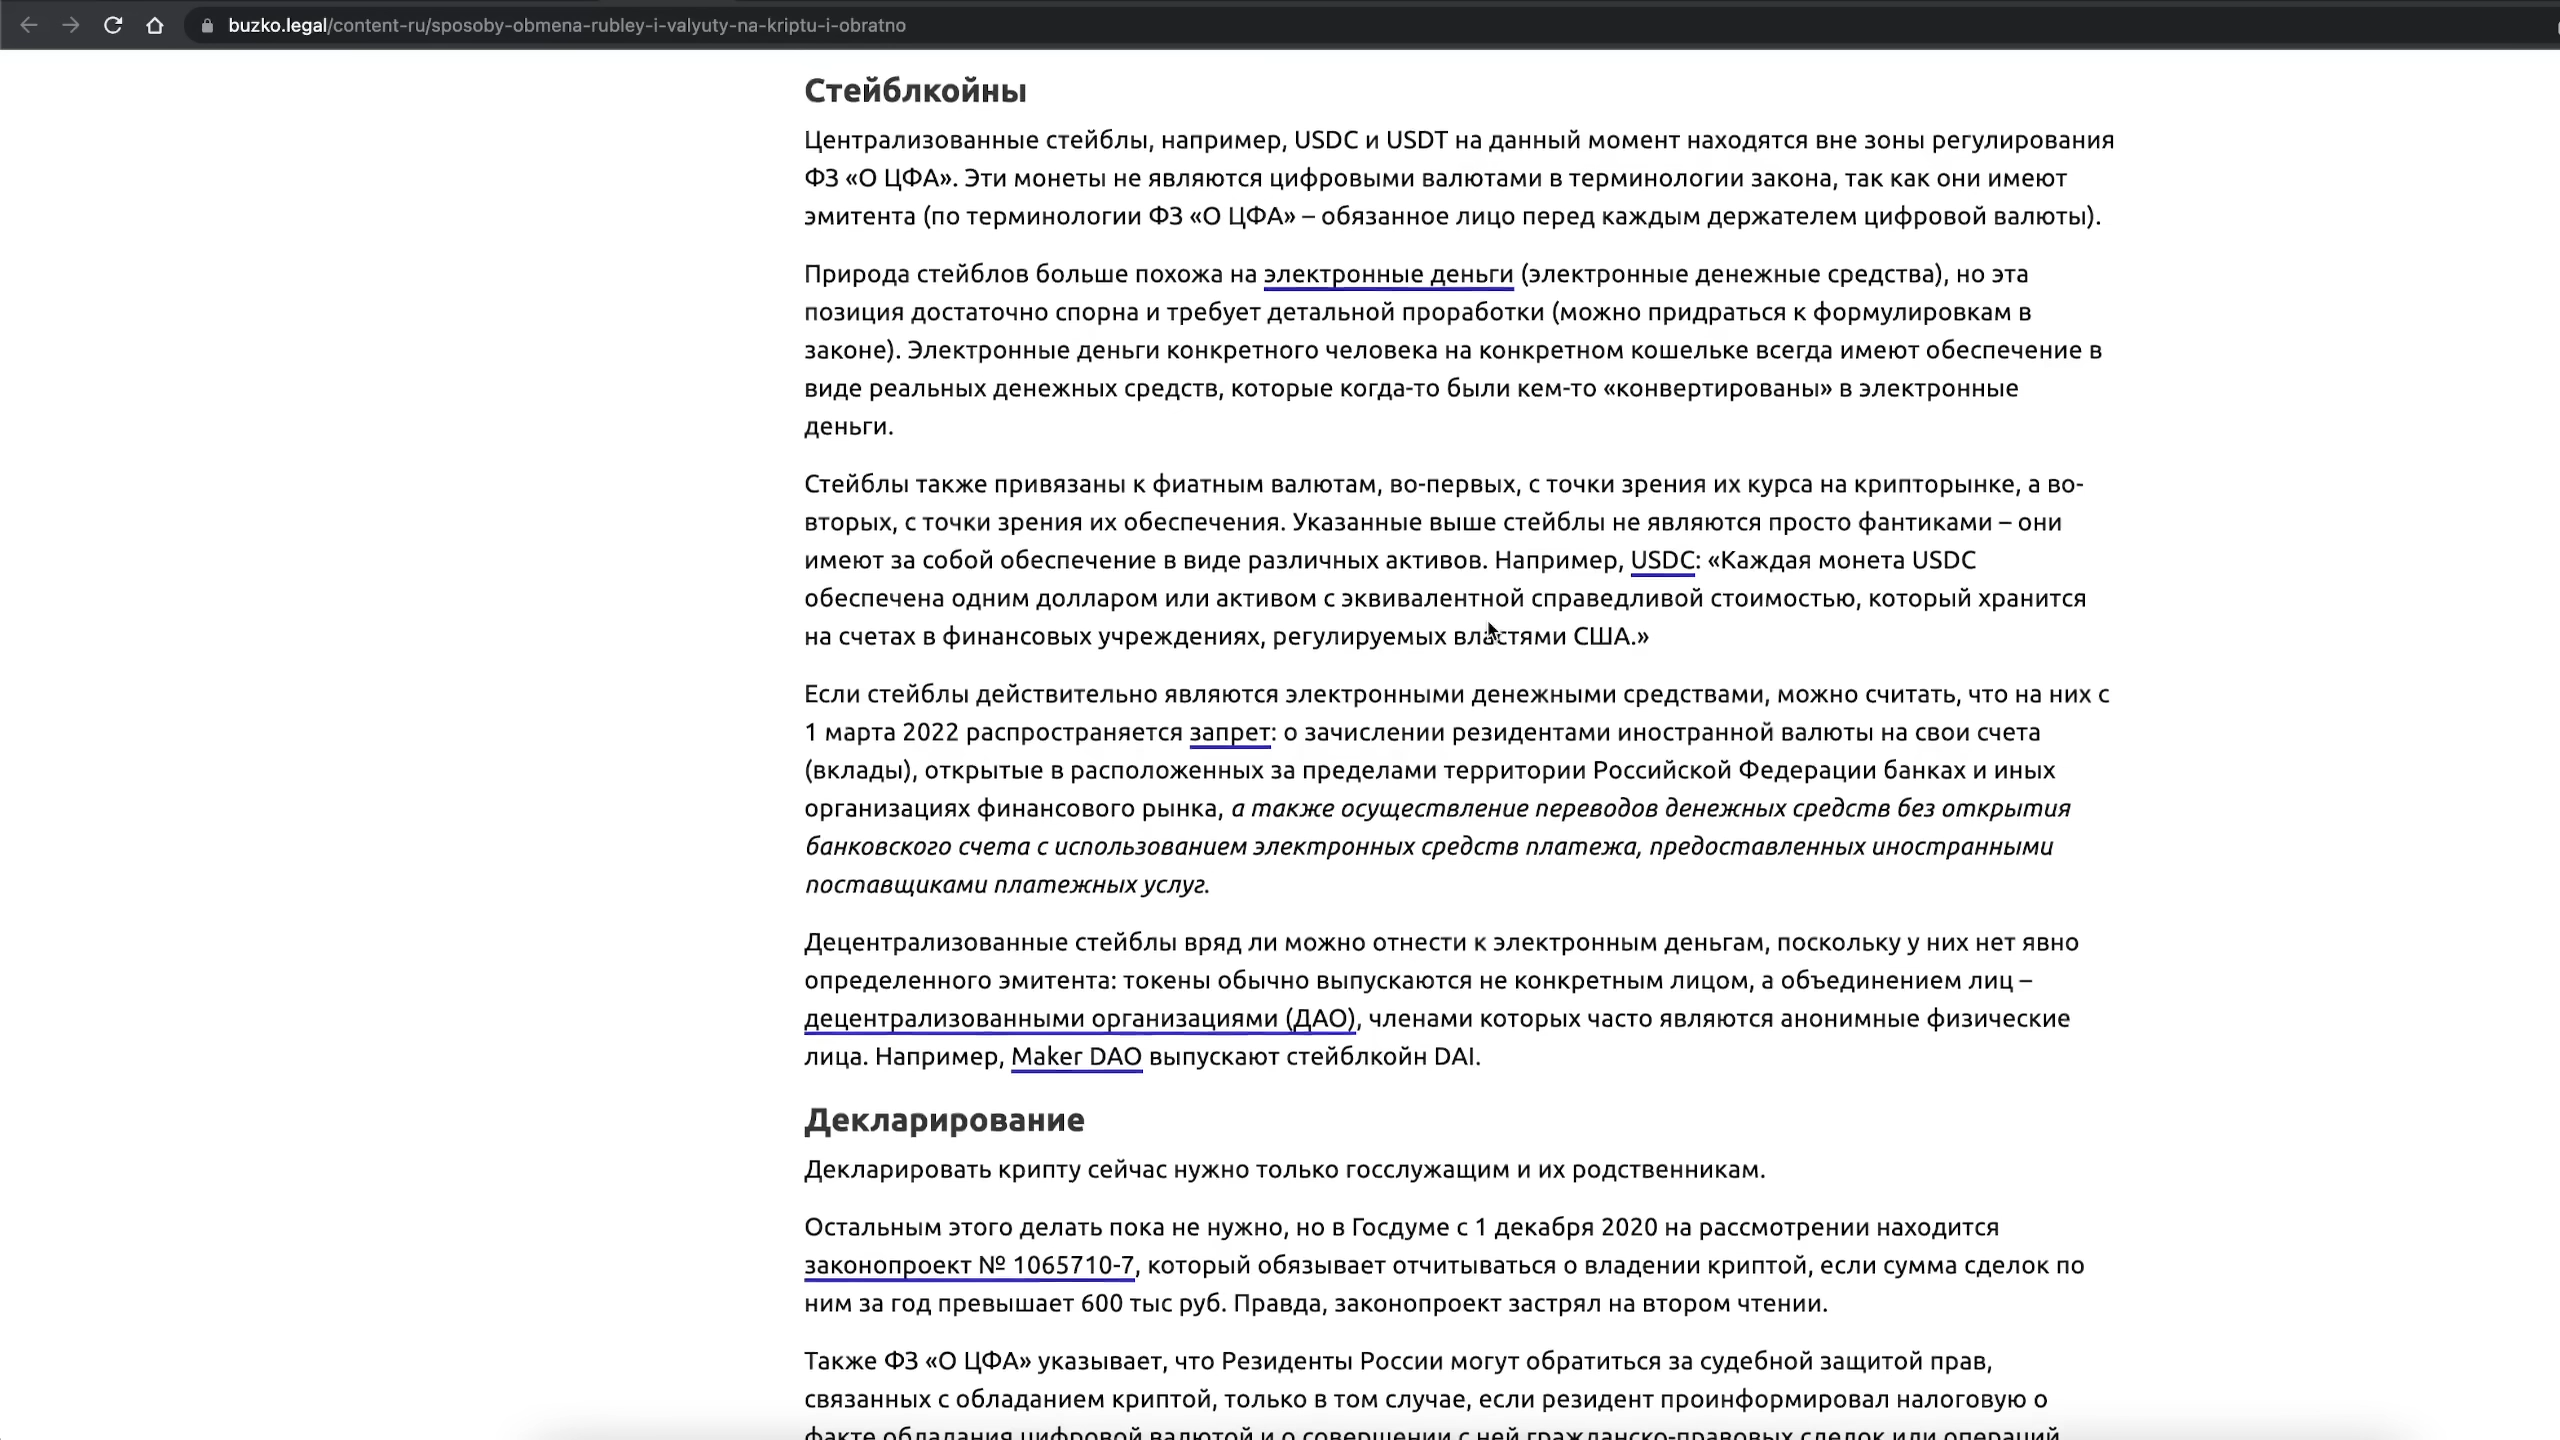 buzko.legal/content-ru/sposoby-obmena-rubley-i-valyuty-na-kriptu-i-obratno
Стейблкойны
Централизованные стейблы, например, USDC и USDT на данный момент находятся вне зоны регулирования
ФЗ «О ЦФА». Эти монеты не являются цифровыми валютами в терминологии закона, так как они имеют
эмитента (по терминологии ФЗ «О ЦФА» – обязанное лицо перед каждым держателем цифровой валюты).
Природа стейблов больше похожа на электронные деньги (электронные денежные средства), но эта
позиция достаточно спорна и требует детальной проработки (можно придраться к формулировкам в
законе). Электронные деньги конкретного человека на конкретном кошельке всегда имеют обеспечение в
виде реальных денежных средств, которые когда-то были кем-то «конвертированы» в электронные
деньги.
Стейблы также привязаны к фиатным валютам, во-первых, с точки зрения их курса на крипторынке, а во-
вторых, с точки зрения их обеспечения. Указанные выше стейблы не являются просто фантиками – они
имеют за собой обеспечение в виде различных активов. Например, USDC: «Каждая монета USDC
обеспечена одним долларом или активом с эквивалентной справедливой стоимостью, который хранится
на счетах в финансовых учреждениях, регулируемых властями США.»
Если стейблы действительно являются электронными денежными средствами, можно считать, что на них с
1 марта 2022 распространяется запрет: о зачислении резидентами иностранной валюты на свои счета
(вклады), открытые в расположенных за пределами территории Российской Федерации банках и иных
организациях финансового рынка, а также осуществление переводов денежных средств без открытия
банковского счета с использованием электронных средств платежа, предоставленных иностранными
поставщиками платежных услуг.
Децентрализованные стейблы вряд ли можно отнести к электронным деньгам, поскольку у них нет явно
определенного эмитента: токены обычно выпускаются не конкретным лицом, а объединением лиц –
децентрализованными организациями (ДАО), членами которых часто являются анонимные физические
лица. Например, Maker DAO выпускают стейблкойн DAI.
Декларирование
Декларировать крипту сейчас нужно только госслужащим и их родственникам.
Остальным этого делать пока не нужно, но в Госдуме с 1 декабря 2020 на рассмотрении находится
законопроект № 1065710-7, который обязывает отчитываться о владении криптой, если сумма сделок по
ним за год превышает 600 тыс руб. Правда, законопроект застрял на втором чтении.
Также ФЗ «О ЦФА» указывает, что Резиденты России могут обратиться за судебной защитой прав,
связанных с обладанием криптой, только в том случае, если резидент проинформировал налоговую о
факте обладания цифровой валютой и о совершении с ней гражданско-правовых сделок или операций